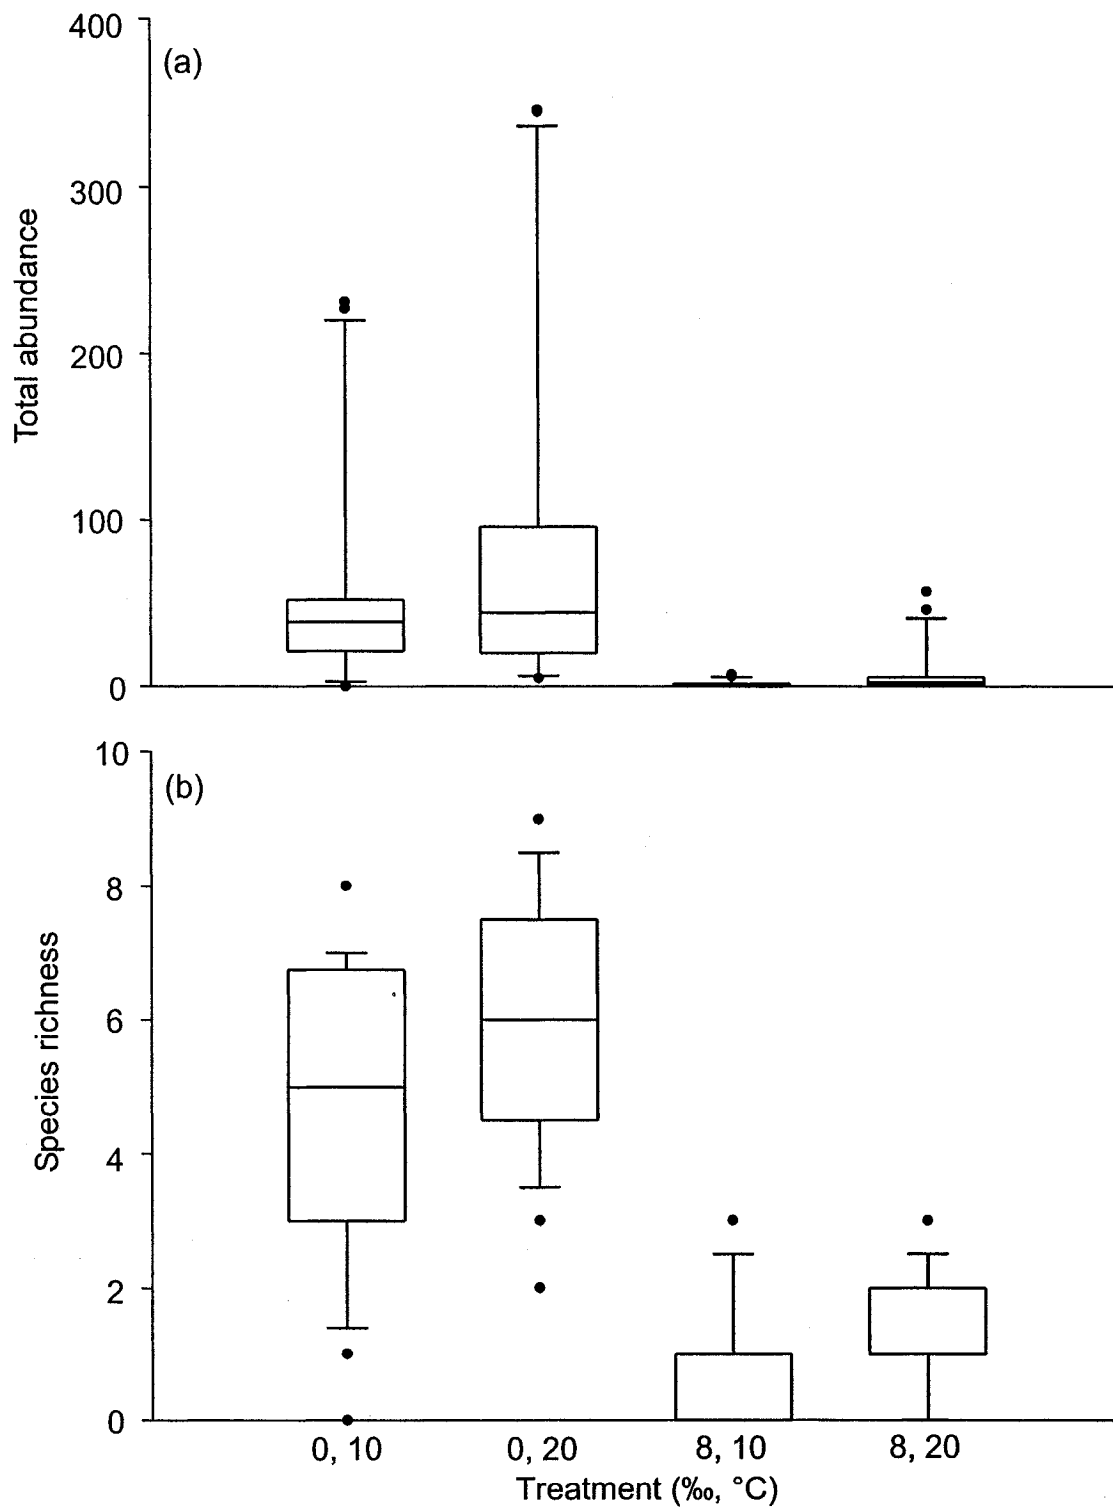 400
(a)
300
200
100
0
Total abundance
10
(b)
8
6
4
2
0
Species richness
0, 10 0, 20 8, 10 8, 20
Treatment (‰, °C)